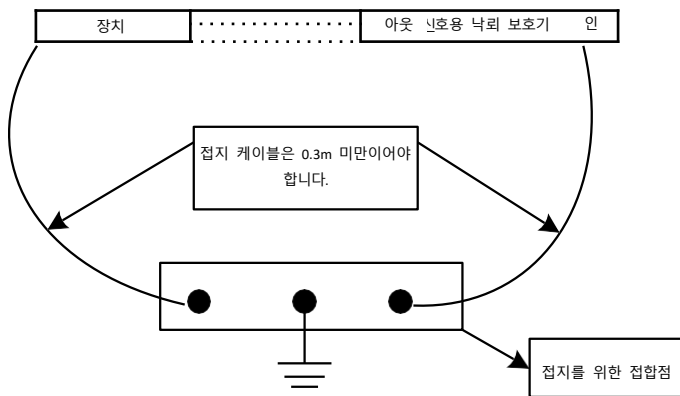 장치
아웃 신호용 낙뢰 보호기 인
접지 케이블은 0.3m 미만이어야
합니다.
접지를 위한 접합점